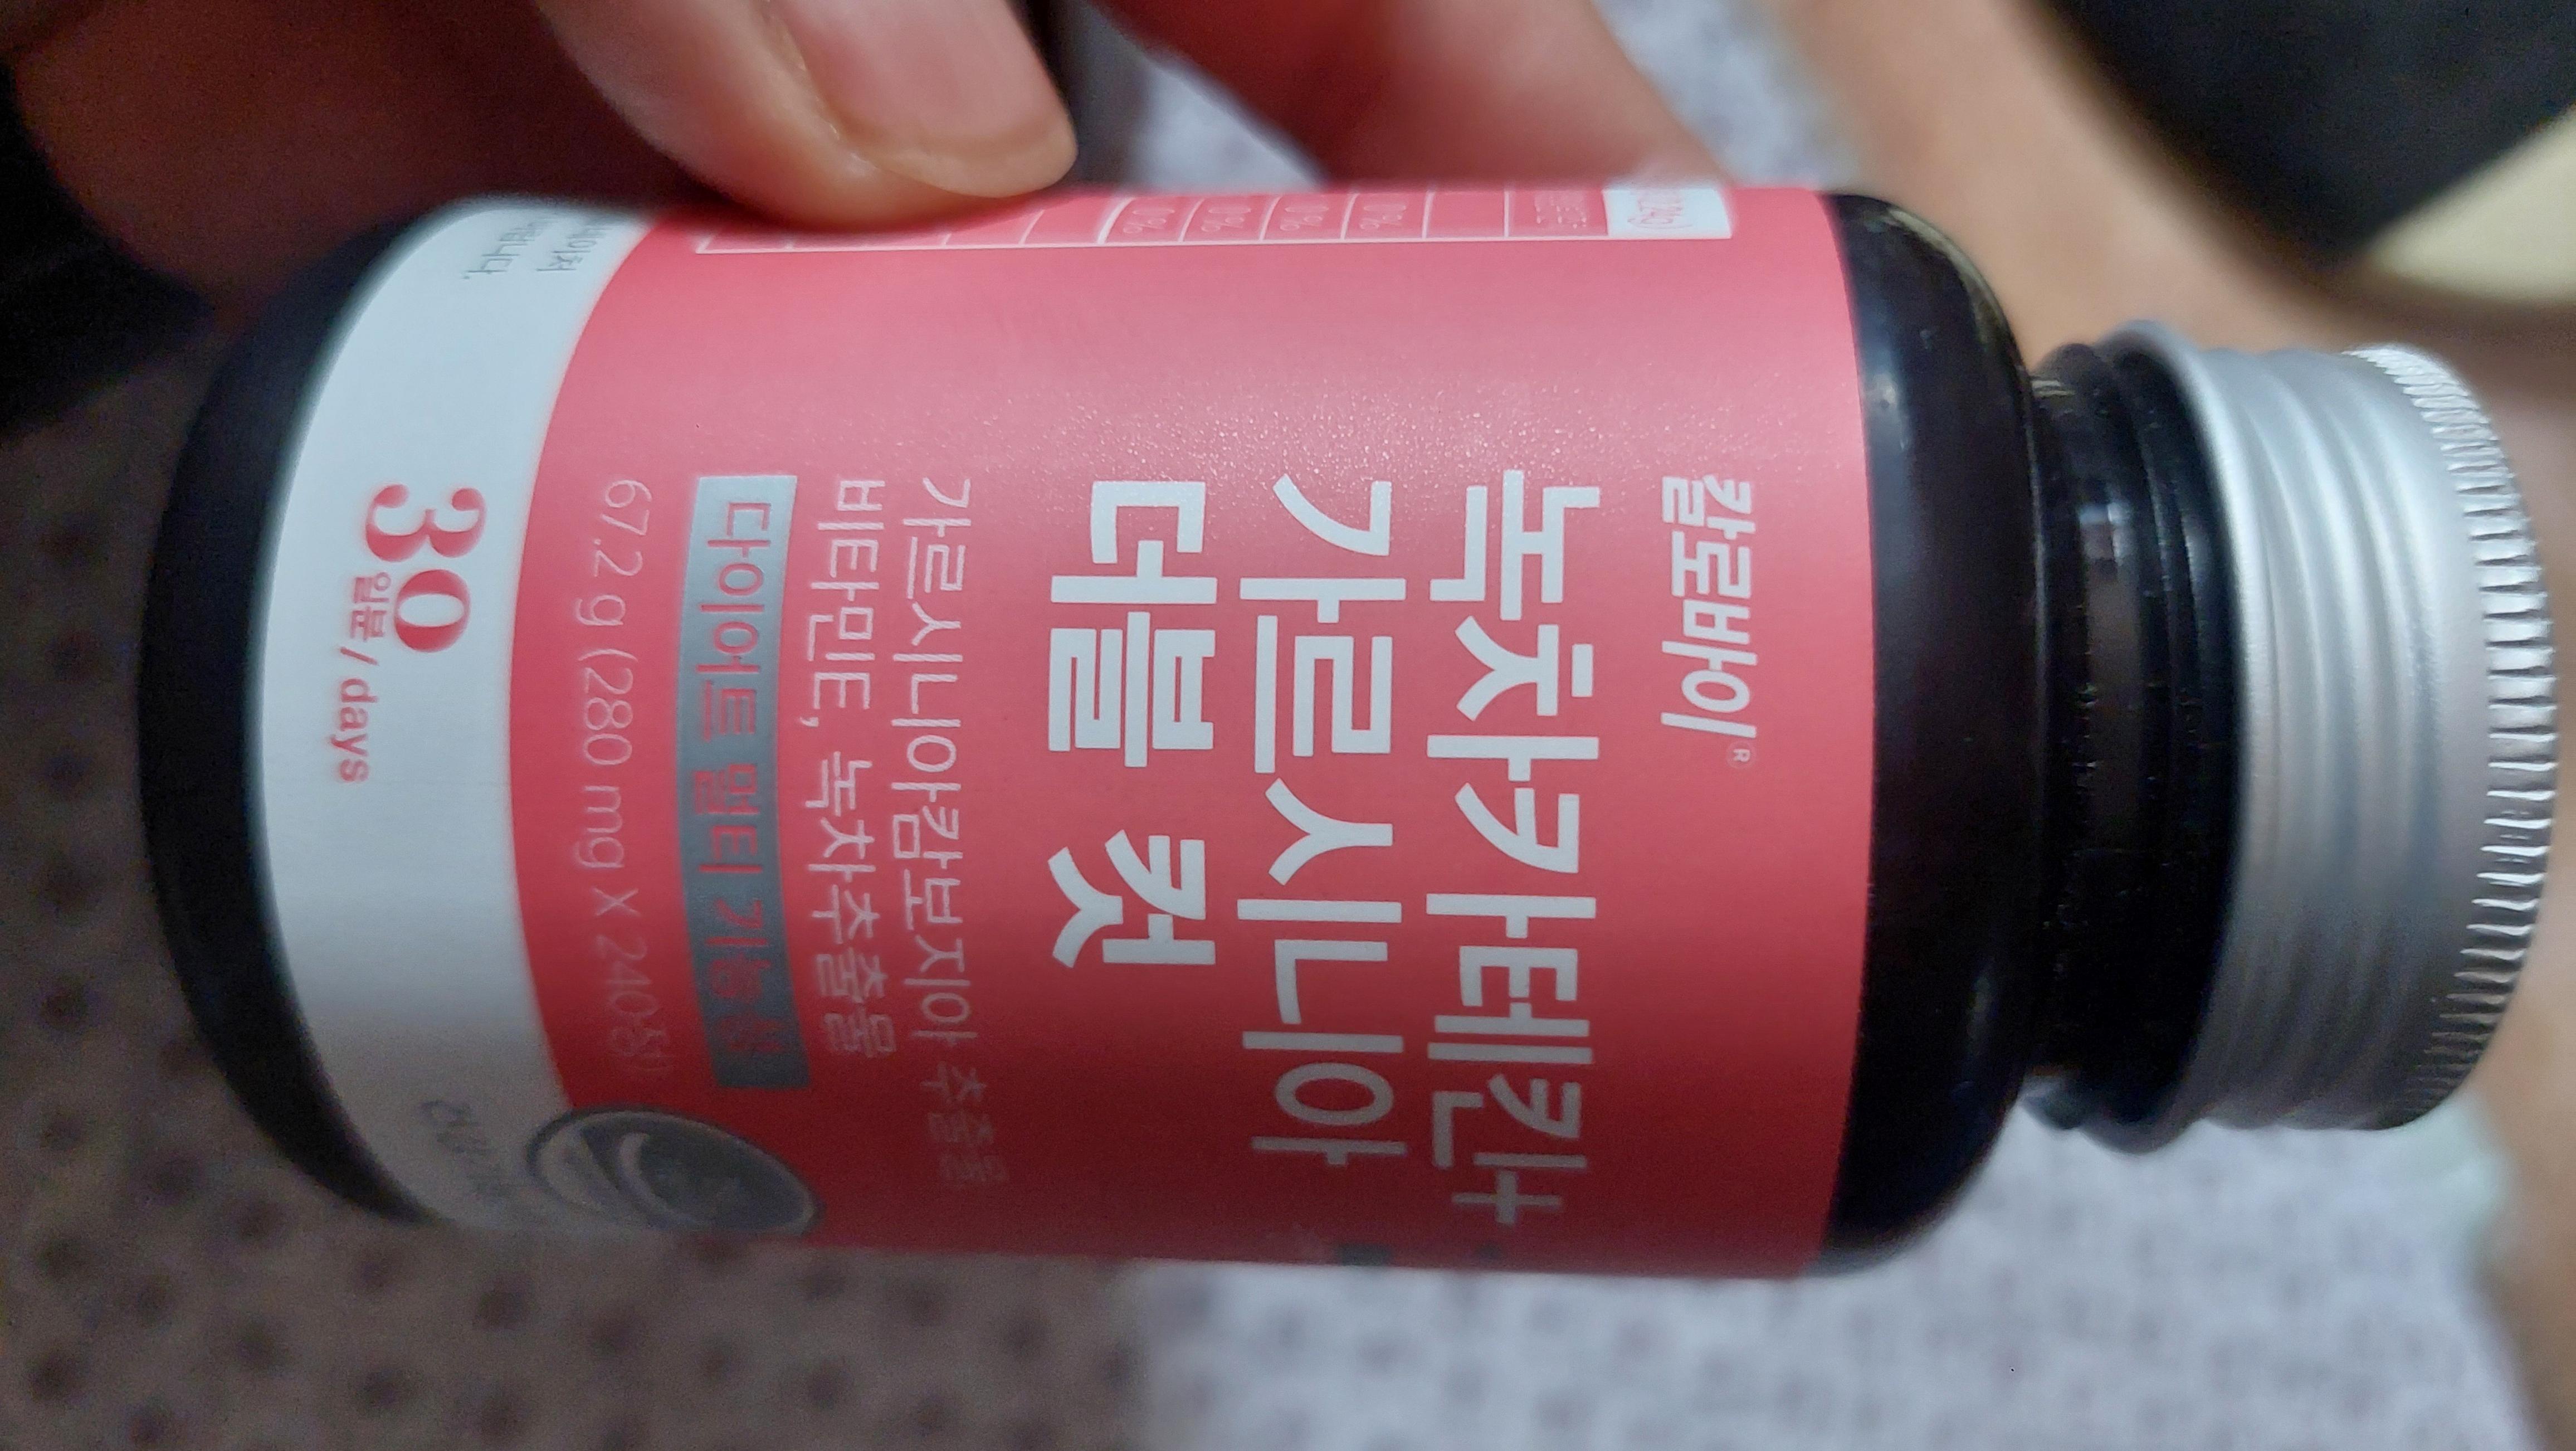 칼로바이®
녹차카테킨+
가르시니아
더블 컷
가르시니아캄보지아 추출물
비타민E, 녹차추출물
다이어트 멀티 기능성
67.2 g (280 mg X 240정)
30 일분 / days